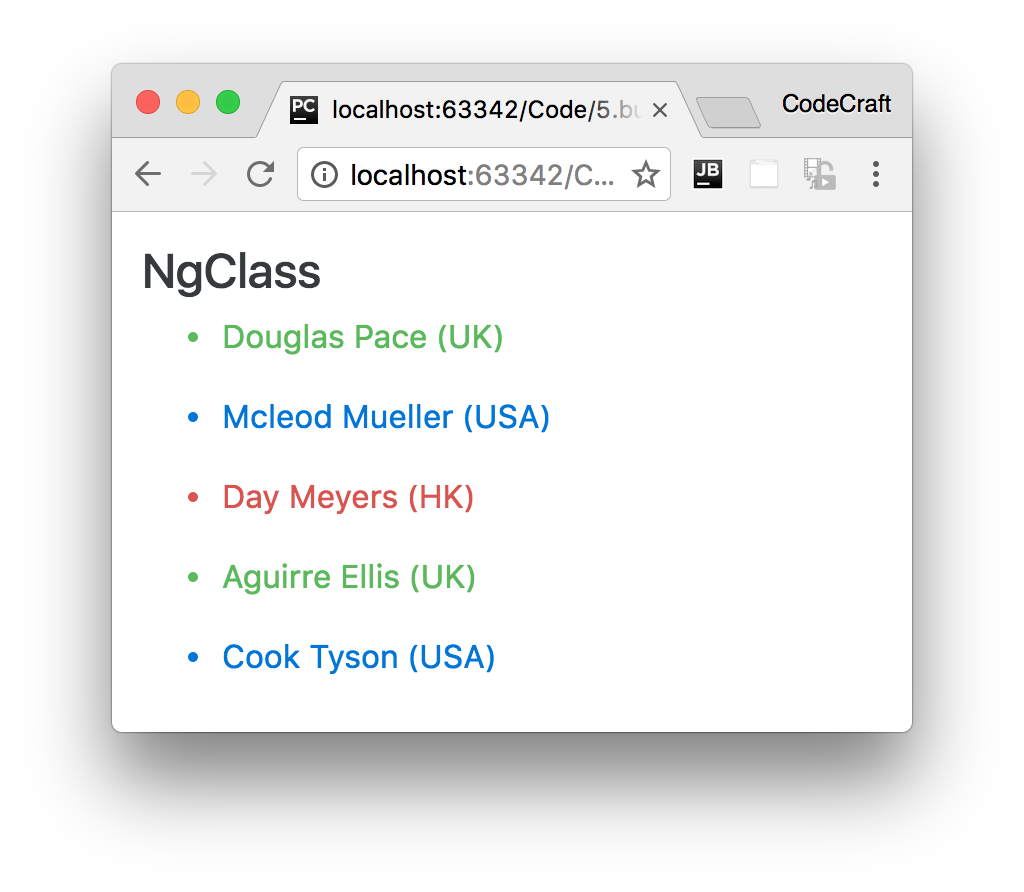 PC localhost:63342/Code/5.bu CodeCraft
localhost:63342/C... JB
NgClass
• Douglas Pace (UK)
• Mcleod Mueller (USA)
• Day Meyers (HK)
• Aguirre Ellis (UK)
• Cook Tyson (USA)